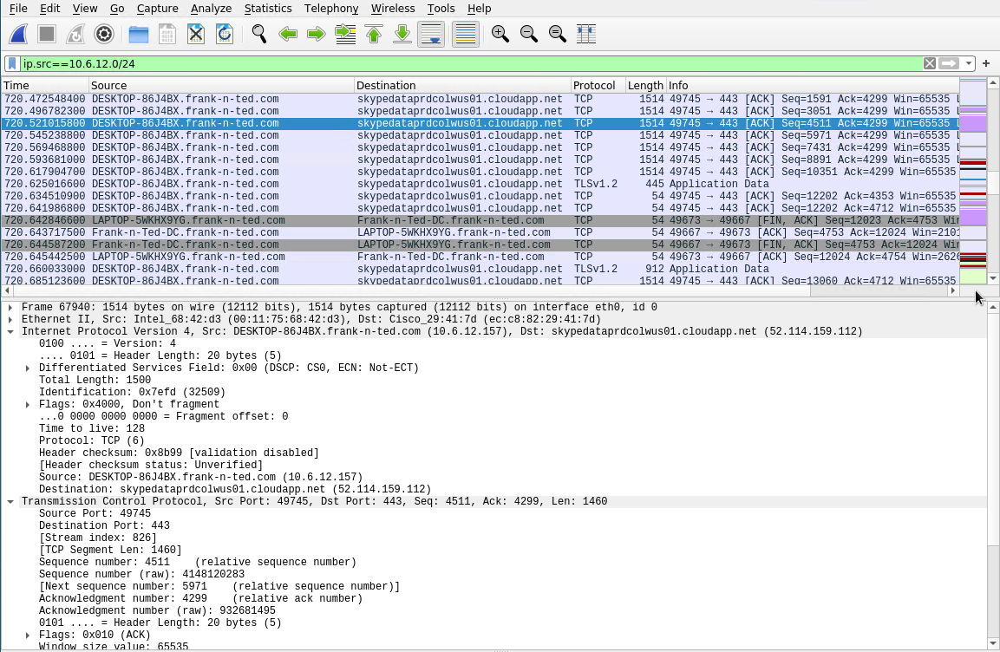 File Edit View Go Capture Analyze Statistics Telephony Wireless Tools Help
ip.src==10.6.12.0/24
Time Source Destination Protocol Length Info
720.472548400 DESKTOP-86J4BX.frank-n-ted.com skypedataprdcolwus01.cloudapp.net TCP 1514 49745 → 443 [ACK] Seq=1591 Ack=4299 Win=65535 L
720.496782300 DESKTOP-86J4BX.frank-n-ted.com skypedataprdcolwus01.cloudapp.net TCP 1514 49745 → 443 [ACK] Seq=3051 Ack=4299 Win=65535 L
720.521015800 DESKTOP-86J4BX.frank-n-ted.com skypedataprdcolwus01.cloudapp.net TCP 1514 49745 → 443 [ACK] Seq=4511 Ack=4299 Win=65535 L
720.545238800 DESKTOP-86J4BX.frank-n-ted.com skypedataprdcolwus01.cloudapp.net TCP 1514 49745 → 443 [ACK] Seq=5971 Ack=4299 Win=65535 L
720.569468800 DESKTOP-86J4BX.frank-n-ted.com skypedataprdcolwus01.cloudapp.net TCP 1514 49745 → 443 [ACK] Seq=7431 Ack=4299 Win=65535 L
720.593681000 DESKTOP-86J4BX.frank-n-ted.com skypedataprdcolwus01.cloudapp.net TCP 1514 49745 → 443 [ACK] Seq=8891 Ack=4299 Win=65535 L
720.617904700 DESKTOP-86J4BX.frank-n-ted.com skypedataprdcolwus01.cloudapp.net TCP 1514 49745 → 443 [ACK] Seq=10351 Ack=4299 Win=65535
720.625016600 DESKTOP-86J4BX.frank-n-ted.com skypedataprdcolwus01.cloudapp.net TLSv1.2 445 Application Data
720.634510900 DESKTOP-86J4BX.frank-n-ted.com skypedataprdcolwus01.cloudapp.net TCP 54 49745 → 443 [ACK] Seq=12202 Ack=4353 Win=65535
720.641986800 DESKTOP-86J4BX.frank-n-ted.com skypedataprdcolwus01.cloudapp.net TCP 54 49745 → 443 [ACK] Seq=12202 Ack=4712 Win=65535
720.642846600 LAPTOP-5WKHX9YG.frank-n-ted.com Frank-n-Ted-DC.frank-n-ted.com TCP 54 49673 → 49667 [FIN, ACK] Seq=12023 Ack=4753 Win
720.643717500 Frank-n-Ted-DC.frank-n-ted.com LAPTOP-5WKHX9YG.frank-n-ted.com TCP 54 49667 → 49673 [ACK] Seq=4753 Ack=12024 Win=2101
720.644587200 Frank-n-Ted-DC.frank-n-ted.com LAPTOP-5WKHX9YG.frank-n-ted.com TCP 54 49667 → 49673 [FIN, ACK] Seq=4753 Ack=12024 Win
720.645442500 LAPTOP-5WKHX9YG.frank-n-ted.com Frank-n-Ted-DC.frank-n-ted.com TCP 54 49673 → 49667 [ACK] Seq=12024 Ack=4754 Win=2626
720.660033000 DESKTOP-86J4BX.frank-n-ted.com skypedataprdcolwus01.cloudapp.net TLSv1.2 912 Application Data
720.685123600 DESKTOP-86J4BX.frank-n-ted.com skypedataprdcolwus01.cloudapp.net TCP 1514 49745 → 443 [ACK] Seq=13060 Ack=4712 Win=65535
Frame 67940: 1514 bytes on wire (12112 bits), 1514 bytes captured (12112 bits) on interface eth0, id 0
Ethernet II, Src: Intel_68:42:d3 (00:11:75:68:42:d3), Dst: Cisco_29:41:7d (ec:c8:82:29:41:7d)
Internet Protocol Version 4, Src: DESKTOP-86J4BX.frank-n-ted.com (10.6.12.157), Dst: skypedataprdcolwus01.cloudapp.net (52.114.159.112)
0100 .... = Version: 4
.... 0101 = Header Length: 20 bytes (5)
Differentiated Services Field: 0x00 (DSCP: CS0, ECN: Not-ECT)
Total Length: 1500
Identification: 0x7efd (32509)
Flags: 0x4000, Don't fragment
...0 0000 0000 0000 = Fragment offset: 0
Time to live: 128
Protocol: TCP (6)
Header checksum: 0x8b99 [validation disabled]
[Header checksum status: Unverified]
Source: DESKTOP-86J4BX.frank-n-ted.com (10.6.12.157)
Destination: skypedataprdcolwus01.cloudapp.net (52.114.159.112)
Transmission Control Protocol, Src Port: 49745, Dst Port: 443, Seq: 4511, Ack: 4299, Len: 1460
Source Port: 49745
Destination Port: 443
[Stream index: 826]
[TCP Segment Len: 1460]
Sequence number: 4511 (relative sequence number)
Sequence number (raw): 4148120283
[Next sequence number: 5971 (relative sequence number)]
Acknowledgment number: 4299 (relative ack number)
Acknowledgment number (raw): 932681495
0101 .... = Header Length: 20 bytes (5)
Flags: 0x010 (ACK)
Window size value: 65535